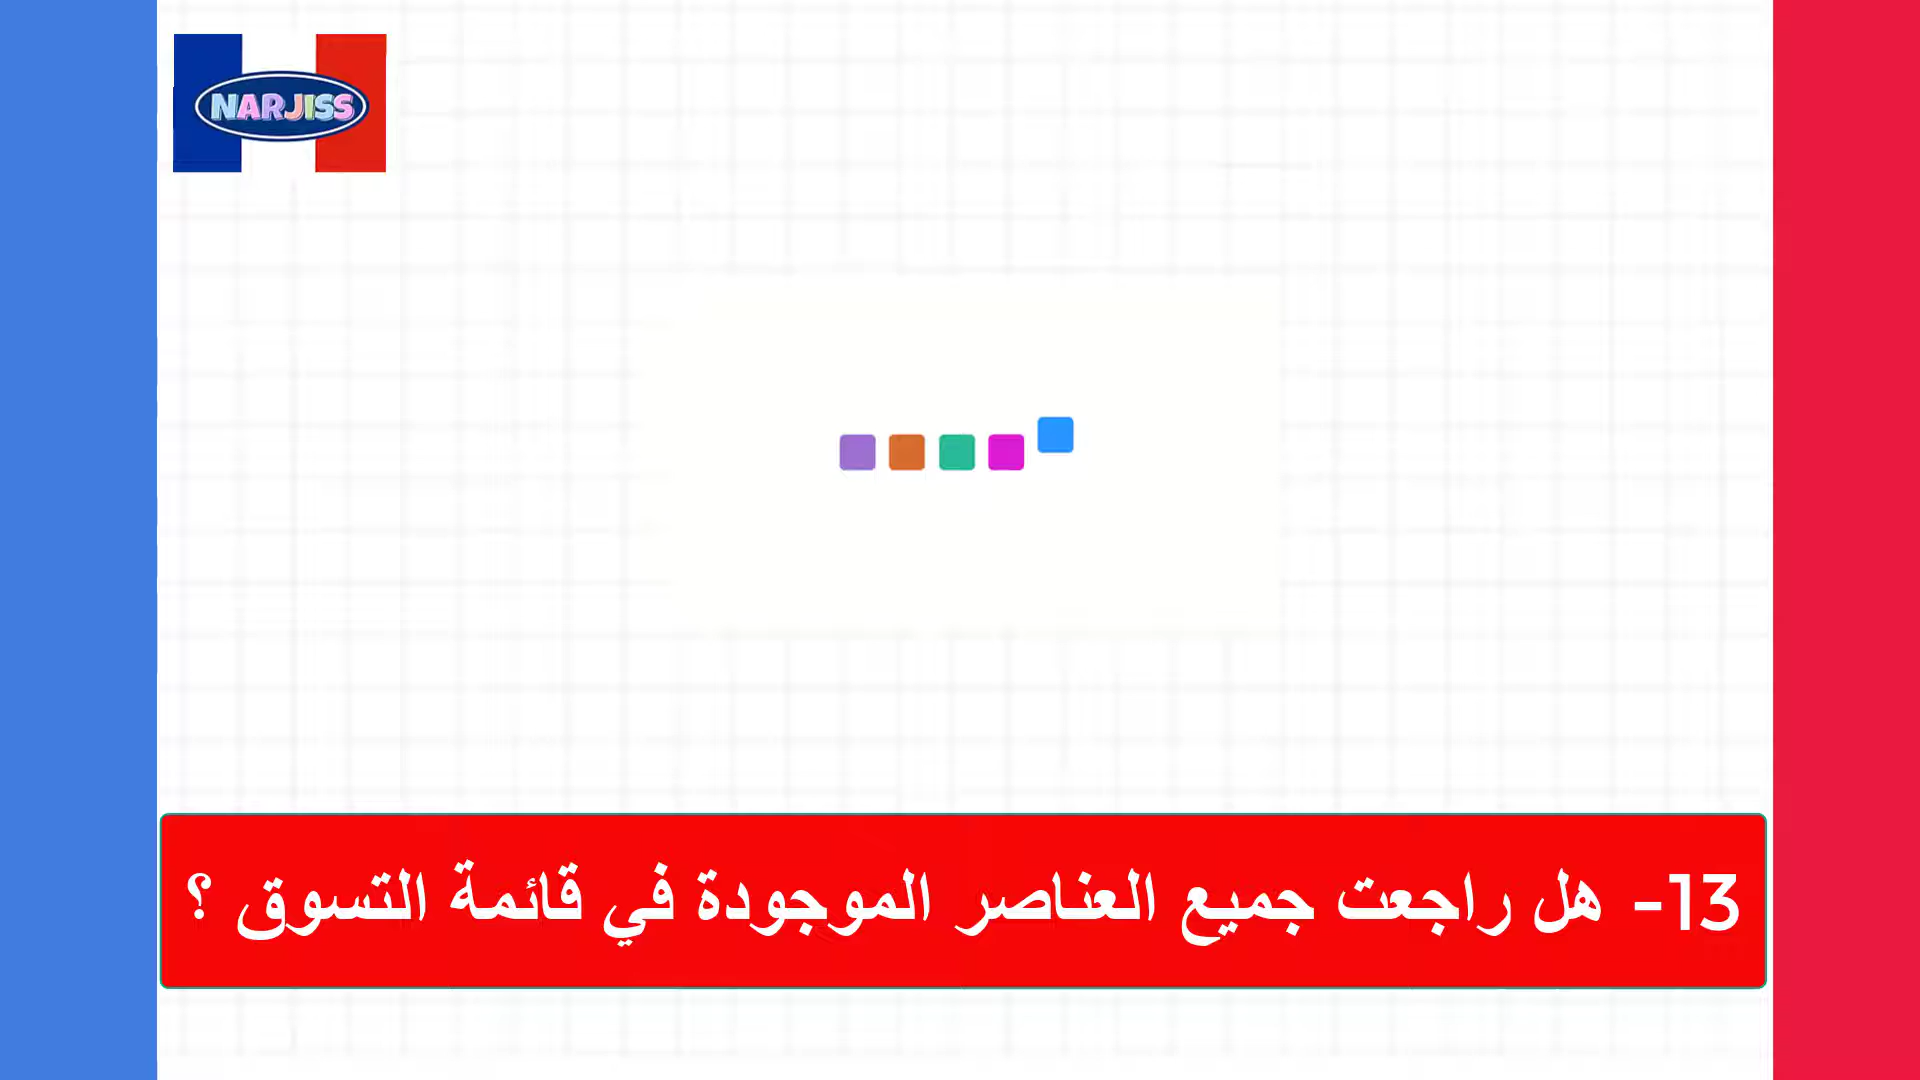 NARJISS
13- هل راجعت جميع العناصر الموجودة في قائمة التسوق ؟